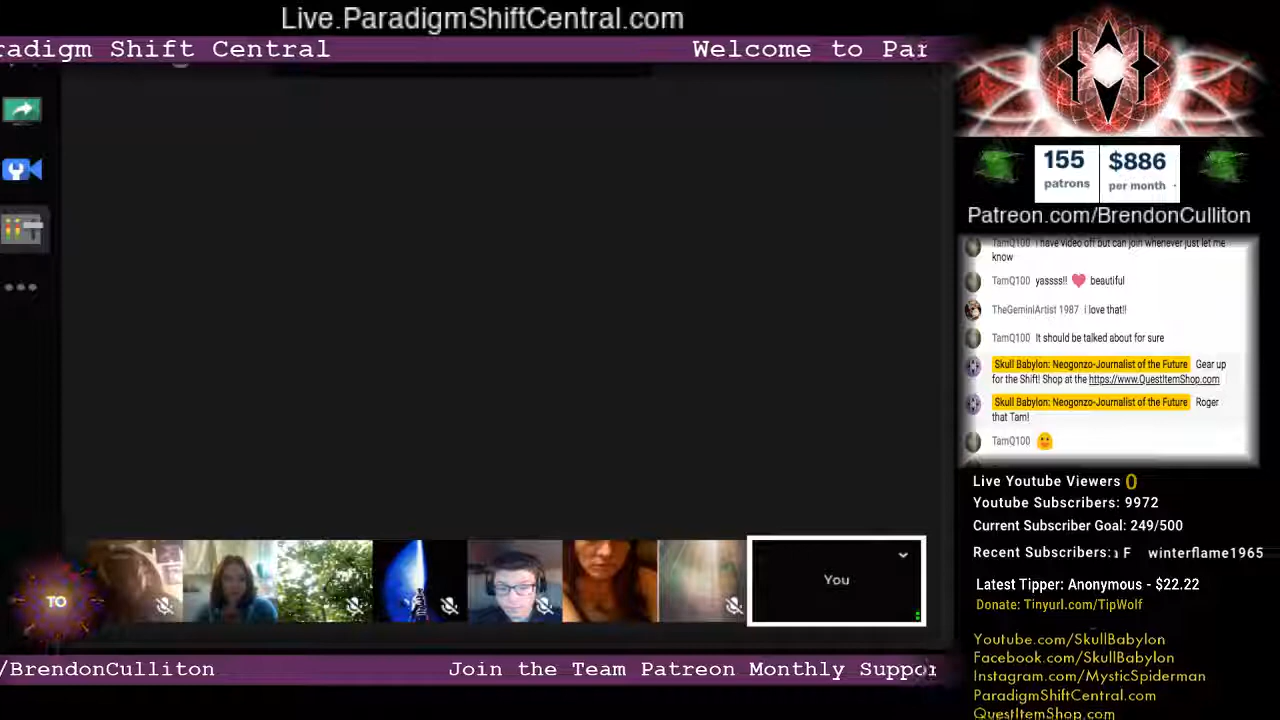 Live.ParadigmShiftCentral.com
radigm Shift Central
Welcome to Par
155
patrons
$886
per month
Patreon.com/BrendonCulliton
TamQ100 I have video off but can join whenever just let me
know
TamQ100 yassss!! ❤ beautiful
TheGeminiArtist 1987 I love that!!
TamQ100 It should be talked about for sure
Skull Babylon: Neogonzo-Journalist of the Future Gear up
for the Shift! Shop at the https://www.QuestItemShop.com
Skull Babylon: Neogonzo-Journalist of the Future Roger
that Tam!
TamQ100
Live Youtube Viewers 0
Youtube Subscribers: 9972
Current Subscriber Goal: 249/500
Recent Subscribers: F winterflame1965
Latest Tipper: Anonymous - $22.22
Donate: Tinyurl.com/TipWolf
Youtube.com/SkullBabylon
Facebook.com/SkullBabylon
Instagram.com/MysticSpiderman
ParadigmShiftCentral.com
QuestItemShop.com
You
TO
/BrendonCulliton
Join the Team Patreon Monthly Suppor